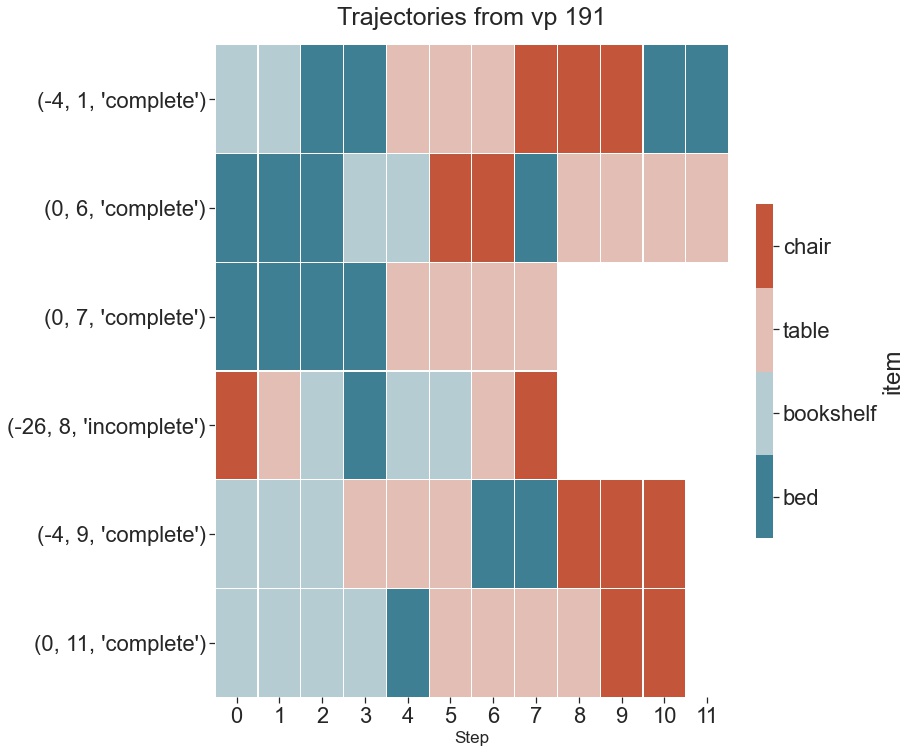 Trajectories from vp 191
(-4, 1, 'complete')
(0, 6, 'complete')
(0, 7, 'complete')
(-26, 8, 'incomplete')
(-4, 9, 'complete')
(0, 11, 'complete')
0 1 2 3 4 5 6 7 8 9 10 11
Step
chair
table
bookshelf
bed
item